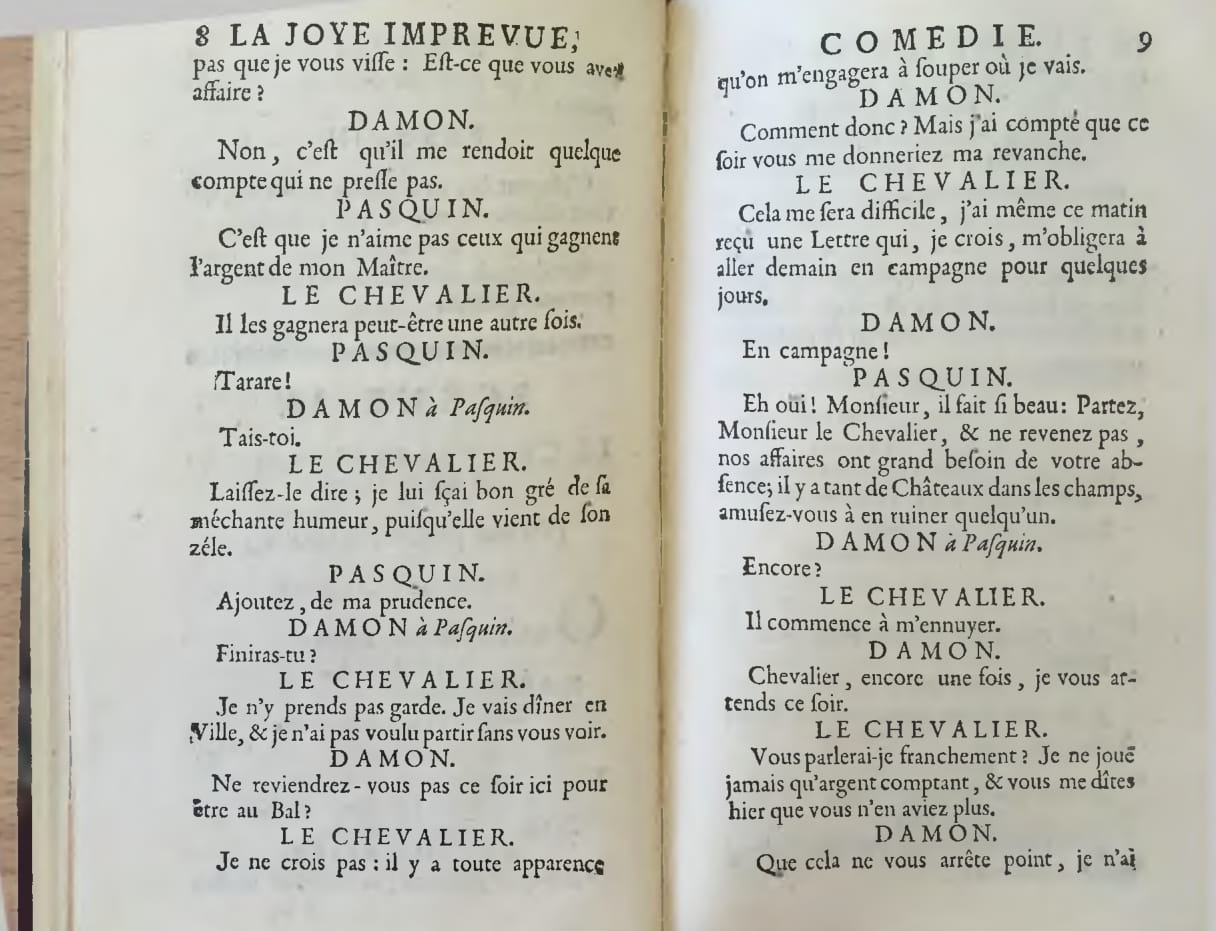 8 LA JOYE IMPREVUE,
pas que je vous viſſe : Eſt-ce que vous avez
affaire ?
DAMON.
Non, c'eſt qu'il me rendoit quelque
compte qui ne preſſe pas.
PASQUIN.
C'eſt que je n'aime pas ceux qui gagnent
l'argent de mon Maître.
LE CHEVALIER.
Il les gagnera peut-être une autre fois.
PASQUIN.
Tarare !
DAMON à Paſquin.
Tais-toi.
LE CHEVALIER.
Laiſſez-le dire ; je lui ſçai bon gré de ſa
méchante humeur, puiſqu'elle vient de ſon
zéle.
PASQUIN.
Ajoutez, de ma prudence.
DAMON à Paſquin.
Finiras-tu ?
LE CHEVALIER.
Je n'y prends pas garde. Je vais dîner en
Ville, & je n'ai pas voulu partir ſans vous voir.
DAMON.
Ne reviendrez-vous pas ce ſoir ici pour
être au Bal ?
LE CHEVALIER.
Je ne crois pas : il y a toute apparence
COMEDIE. 9
qu'on m'engagera à ſouper où je vais.
DAMON.
Comment donc ? Mais j'ai compté que ce
ſoir vous me donneriez ma revanche.
LE CHEVALIER.
Cela me ſera difficile, j'ai même ce matin
reçû une Lettre qui, je crois, m'obligera à
aller demain en campagne pour quelques
jours.
DAMON.
En campagne !
PASQUIN.
Eh oüi ! Monſieur, il fait ſi beau : Partez,
Monſieur le Chevalier, & ne revenez pas,
nos affaires ont grand beſoin de votre ab-
ſence; il y a tant de Châteaux dans les champs,
amuſez-vous à en ruiner quelqu'un.
DAMON à Paſquin.
Encore ?
LE CHEVALIER.
Il commence à m'ennuyer.
DAMON.
Chevalier, encore une fois, je vous at-
tends ce ſoir.
LE CHEVALIER.
Vous parlerai-je franchement ? Je ne jouë
jamais qu'argent comptant, & vous me dîtes
hier que vous n'en aviez plus.
DAMON.
Que cela ne vous arrête point, je n'ai